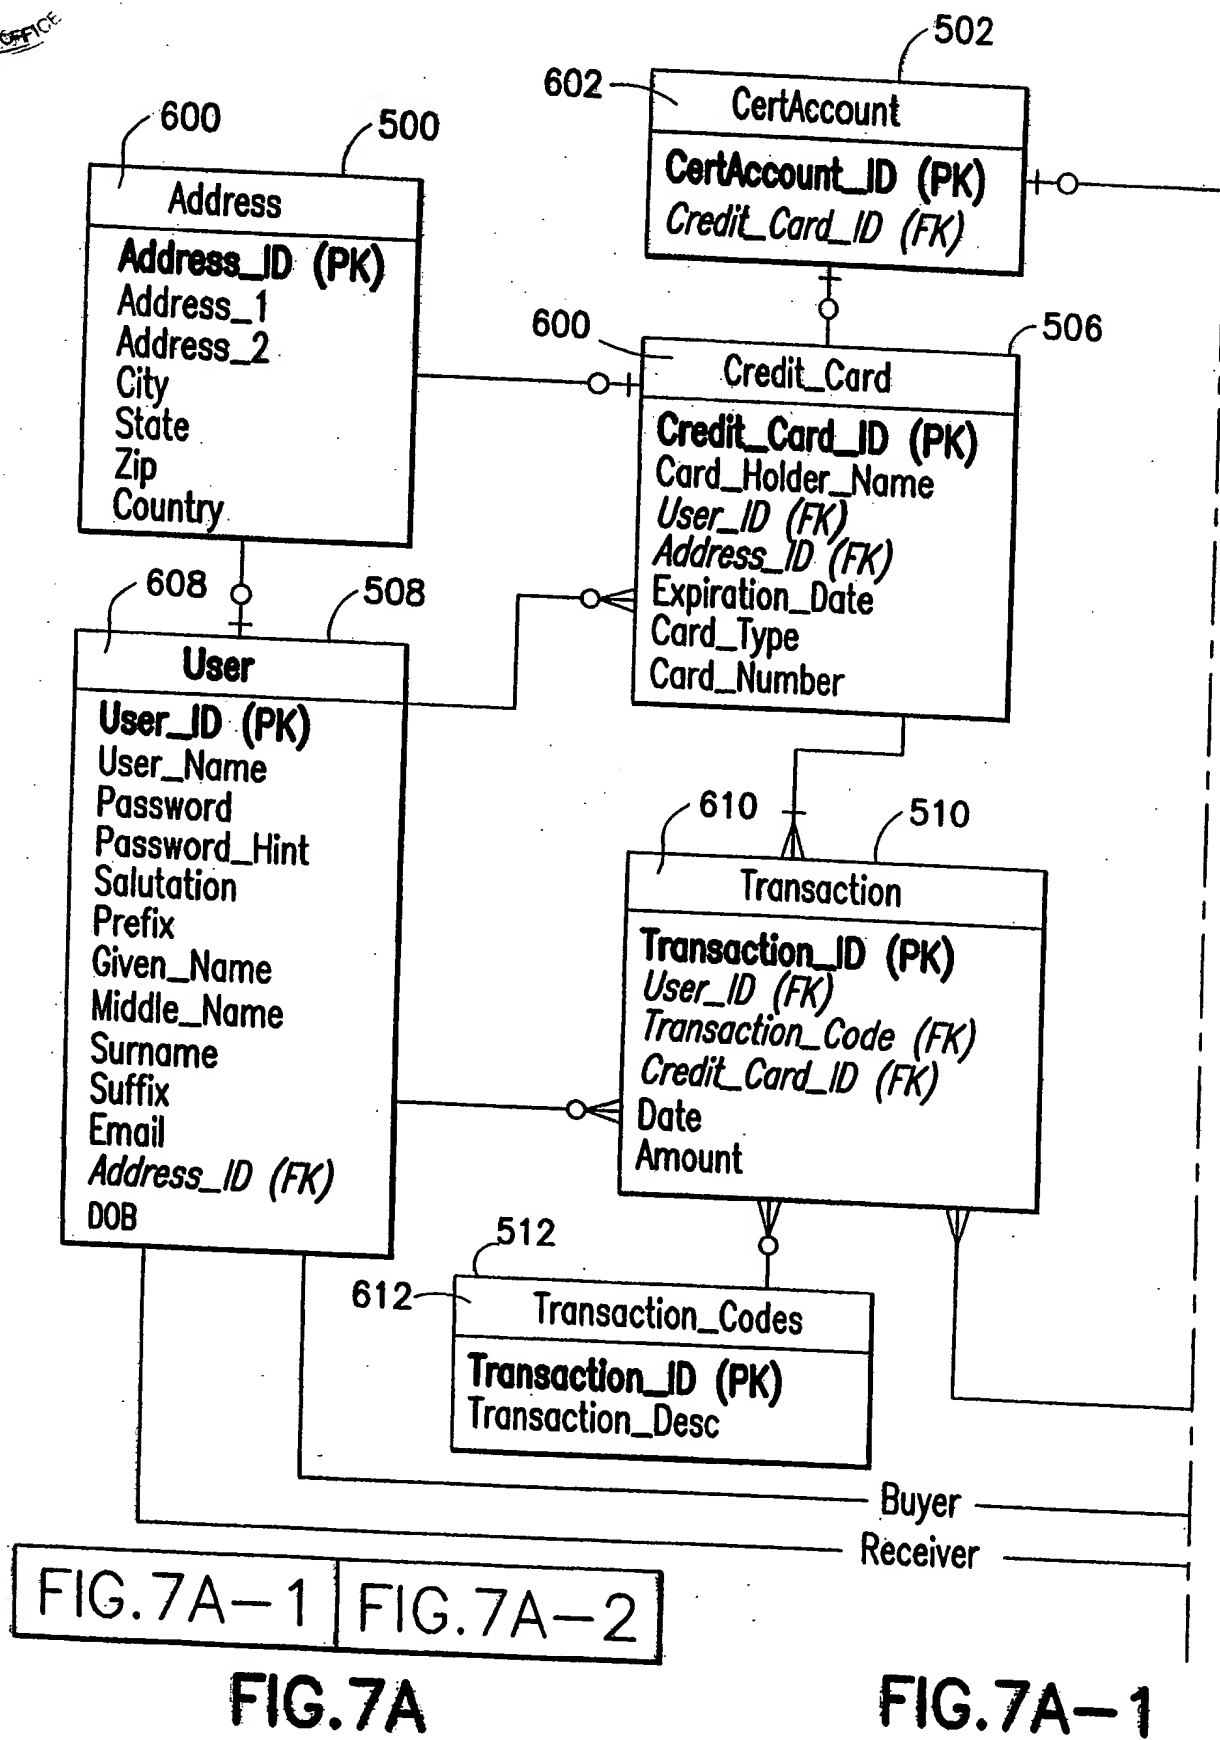 OFFICE
502
602
CertAccount
CertAccount_ID (PK)
Credit_Card_ID (FK)
600
500
Address
Address_ID (PK)
Address_1
Address_2
City
State
Zip
Country
600
506
Credit_Card
Credit_Card_ID (PK)
Card_Holder_Name
User_ID (FK)
Address_ID (FK)
Expiration_Date
Card_Type
Card_Number
608
508
User
User_ID (PK)
User_Name
Password
Password_Hint
Salutation
Prefix
Given_Name
Middle_Name
Surname
Suffix
Email
Address_ID (FK)
DOB
610
510
Transaction
Transaction_ID (PK)
User_ID (FK)
Transaction_Code (FK)
Credit_Card_ID (FK)
Date
Amount
512
612
Transaction_Codes
Transaction_ID (PK)
Transaction_Desc
Buyer
Receiver
FIG.7A-1
FIG.7A-2
FIG.7A
FIG.7A-1